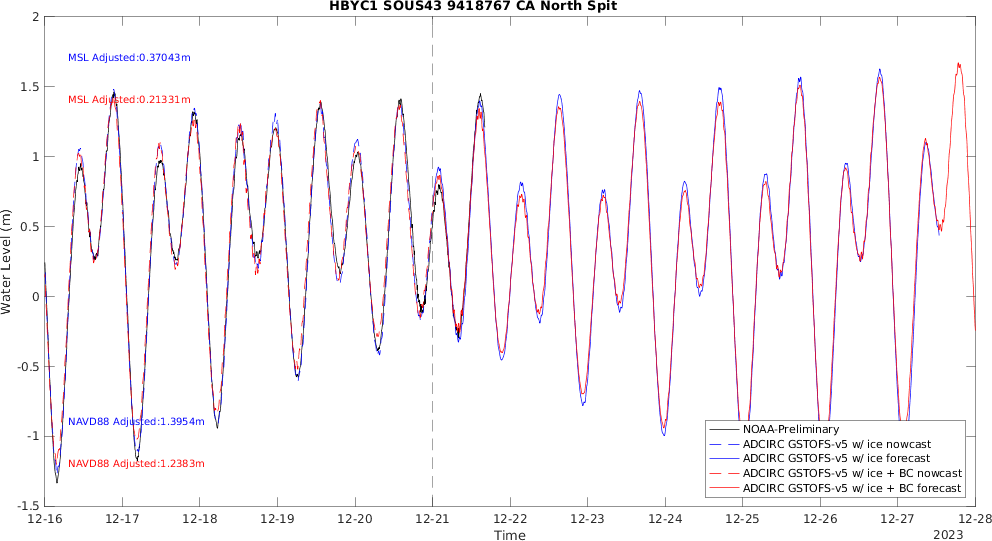 HBYC1 SOUS43 9418767 CA North Spit
2
MSL Adjusted:0.37043m
1.5
MSL Adjusted:0.21331m
1
0.5
Water Level (m)
0
-0.5
NAVD88 Adjusted:1.3954m
-1
NAVD88 Adjusted:1.2383m
-1.5
NOAA-Preliminary
ADCIRC GSTOFS-v5 w/ ice nowcast
ADCIRC GSTOFS-v5 w/ ice forecast
ADCIRC GSTOFS-v5 w/ ice + BC nowcast
ADCIRC GSTOFS-v5 w/ ice + BC forecast
12-16 12-17 12-18 12-19 12-20 12-21 12-22 12-23 12-24 12-25 12-26 12-27 12-28
Time
2023